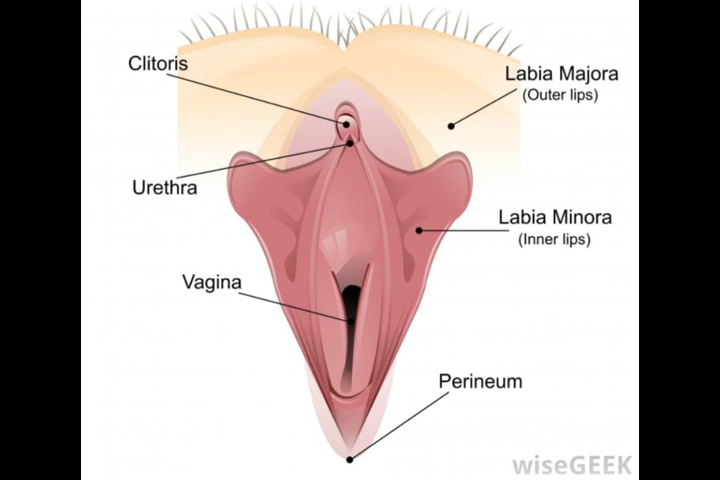 Clitoris
Labia Majora
(Outer lips)
Urethra
Labia Minora
(Inner lips)
Vagina
Perineum
wiseGEEK